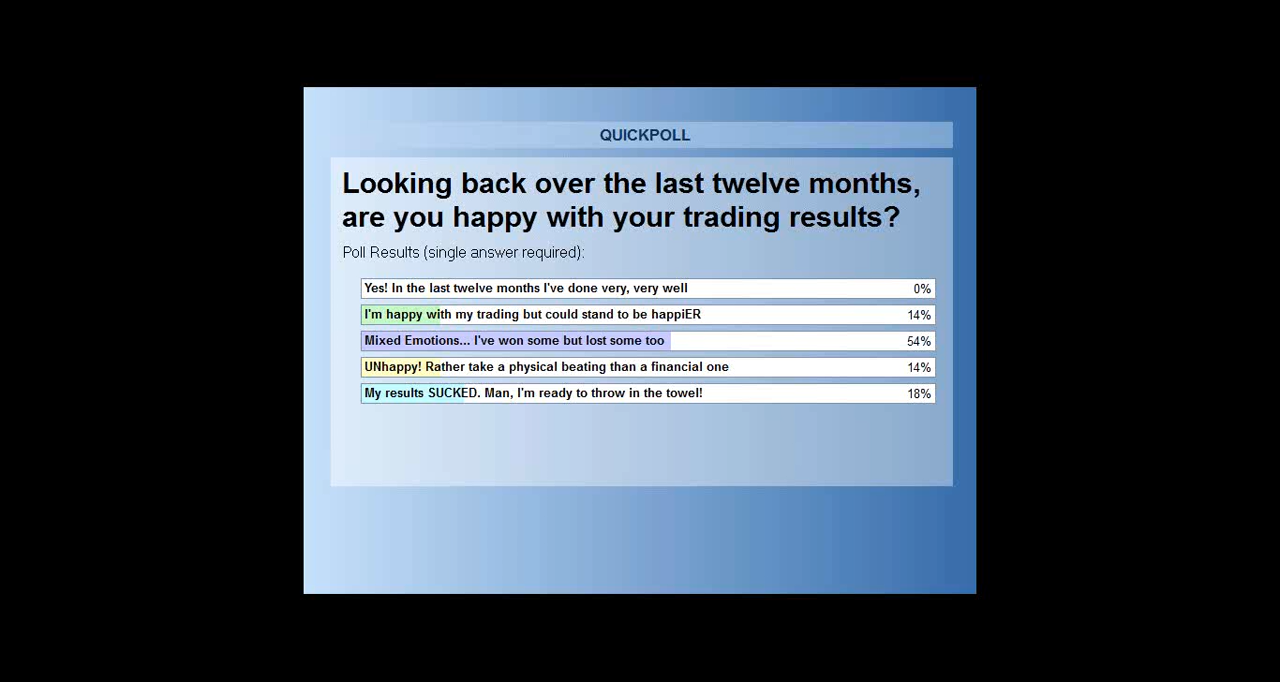 QUICKPOLL
Looking back over the last twelve months,
are you happy with your trading results?
Poll Results (single answer required):
Yes! In the last twelve months I've done very, very well 0%
I'm happy with my trading but could stand to be happiER 14%
Mixed Emotions... I've won some but lost some too 54%
UNhappy! Rather take a physical beating than a financial one 14%
My results SUCKED. Man, I'm ready to throw in the towel! 18%